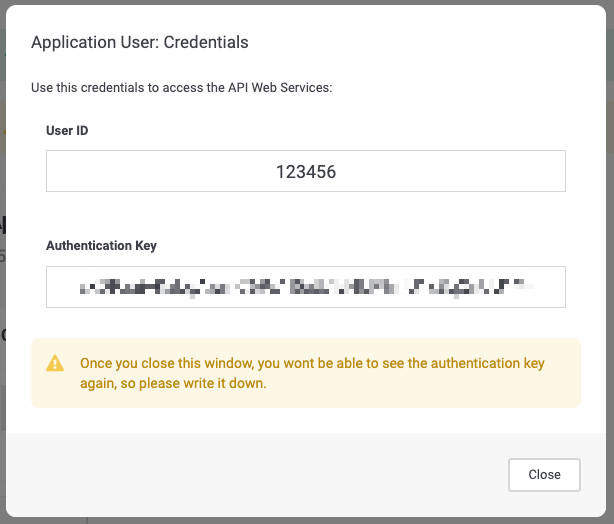 Application User: Credentials
Use this credentials to access the API Web Services:
User ID
123456
Authentication Key
Once you close this window, you wont be able to see the authentication key
again, so please write it down.
Close